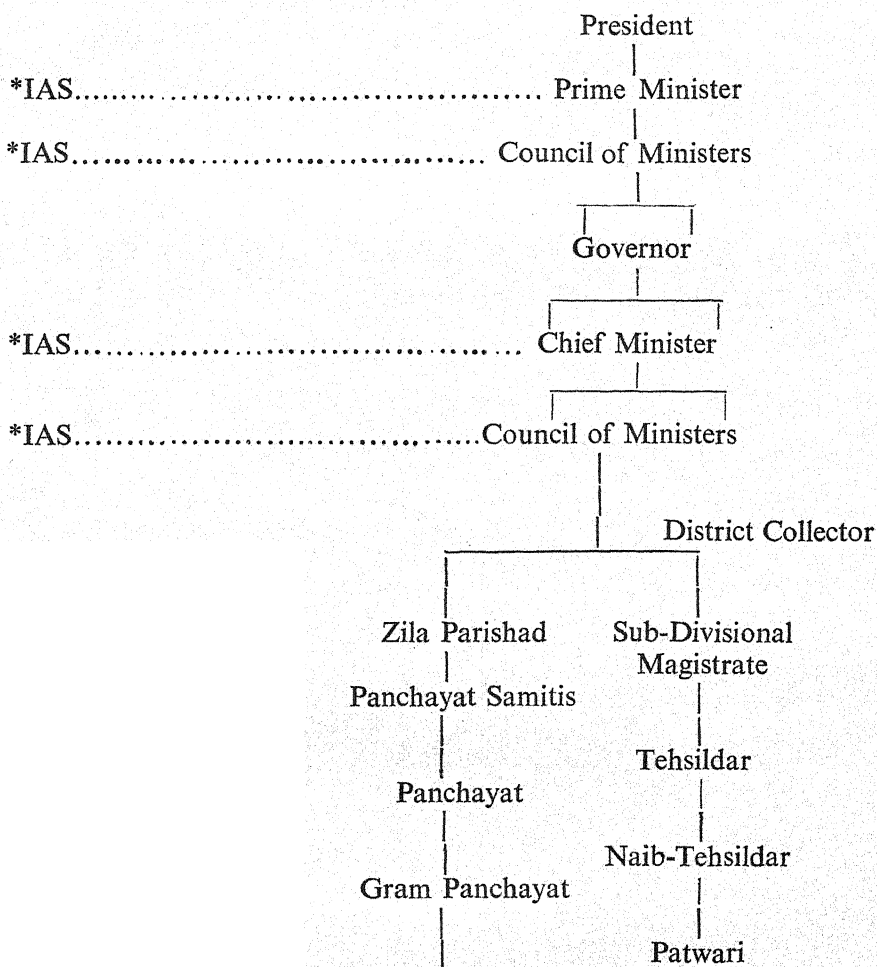 President
*IAS................................................ Prime Minister
*IAS........................................... Council of Ministers
Governor
*IAS.............................................. Chief Minister
*IAS..........................................Council of Ministers
District Collector
Zila Parishad Sub-Divisional
Magistrate
Panchayat Samitis
Tehsildar
Panchayat
Naib-Tehsildar
Gram Panchayat
Patwari